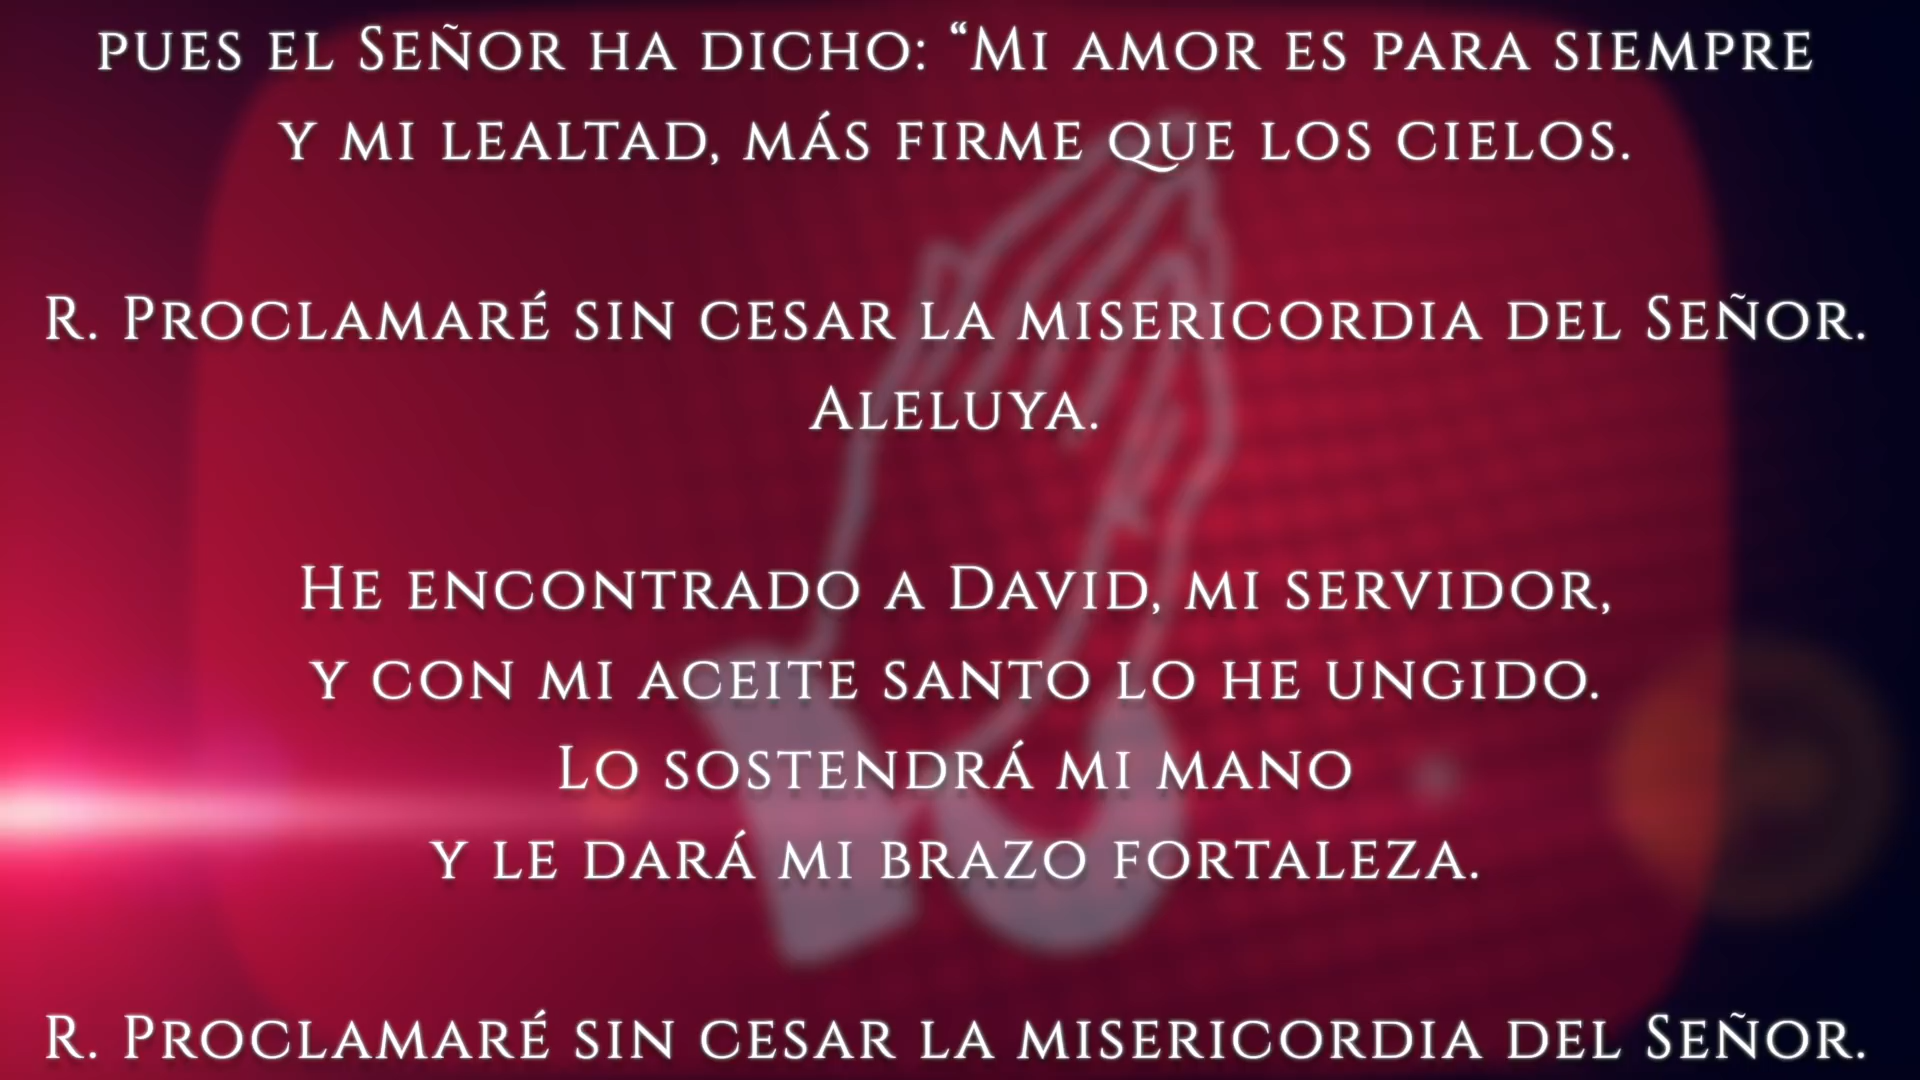 pues el Señor ha dicho: “Mi amor es para siempre
y mi lealtad, más firme que los cielos.
R. Proclamaré sin cesar la misericordia del Señor.
Aleluya.
He encontrado a David, mi servidor,
y con mi aceite santo lo he ungido.
Lo sostendrá mi mano
y le dará mi brazo fortaleza.
R. Proclamaré sin cesar la misericordia del Señor.